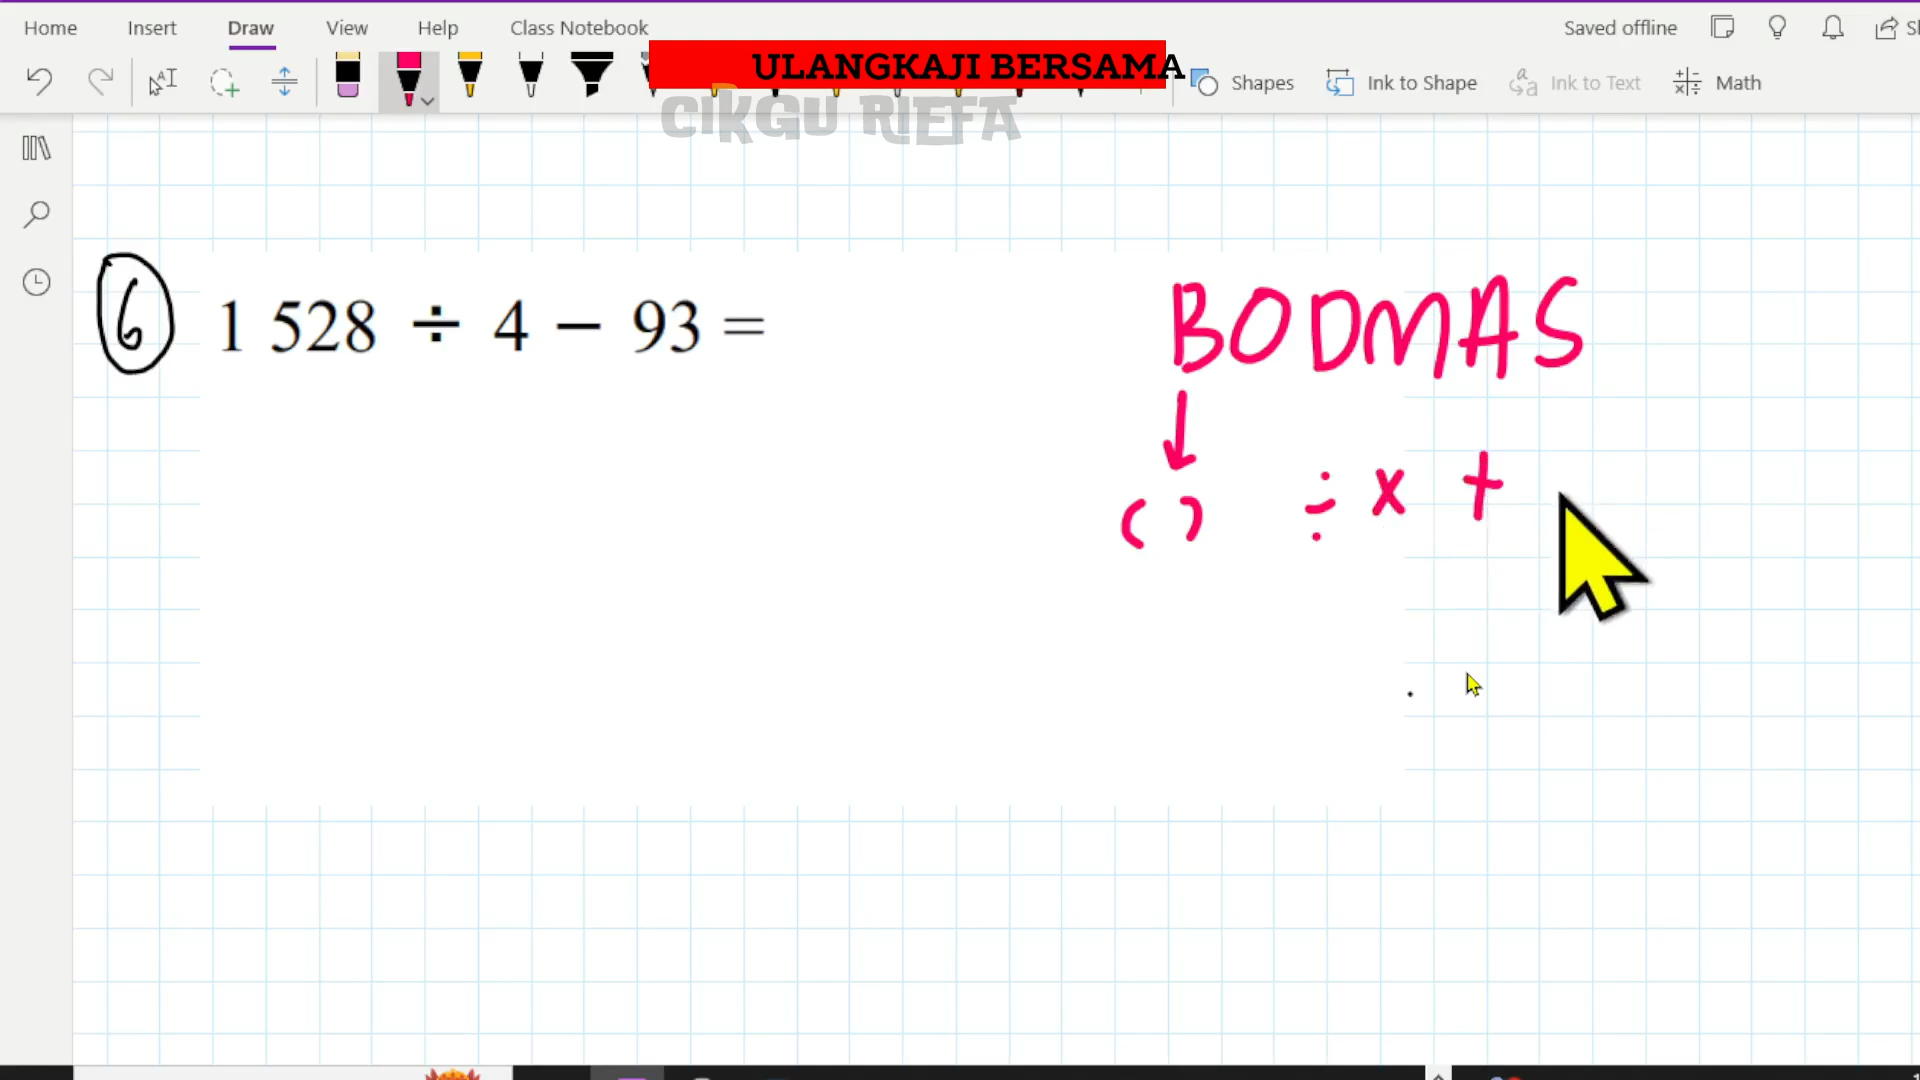 Home Insert Draw View Help Class Notebook Saved offline
ULANGKAJI BERSAMA
Shapes Ink to Shape Ink to Text Math
CIKGU RIEFA
6 1 528 ÷ 4 − 93 =
BODMAS
( ) ÷ × +